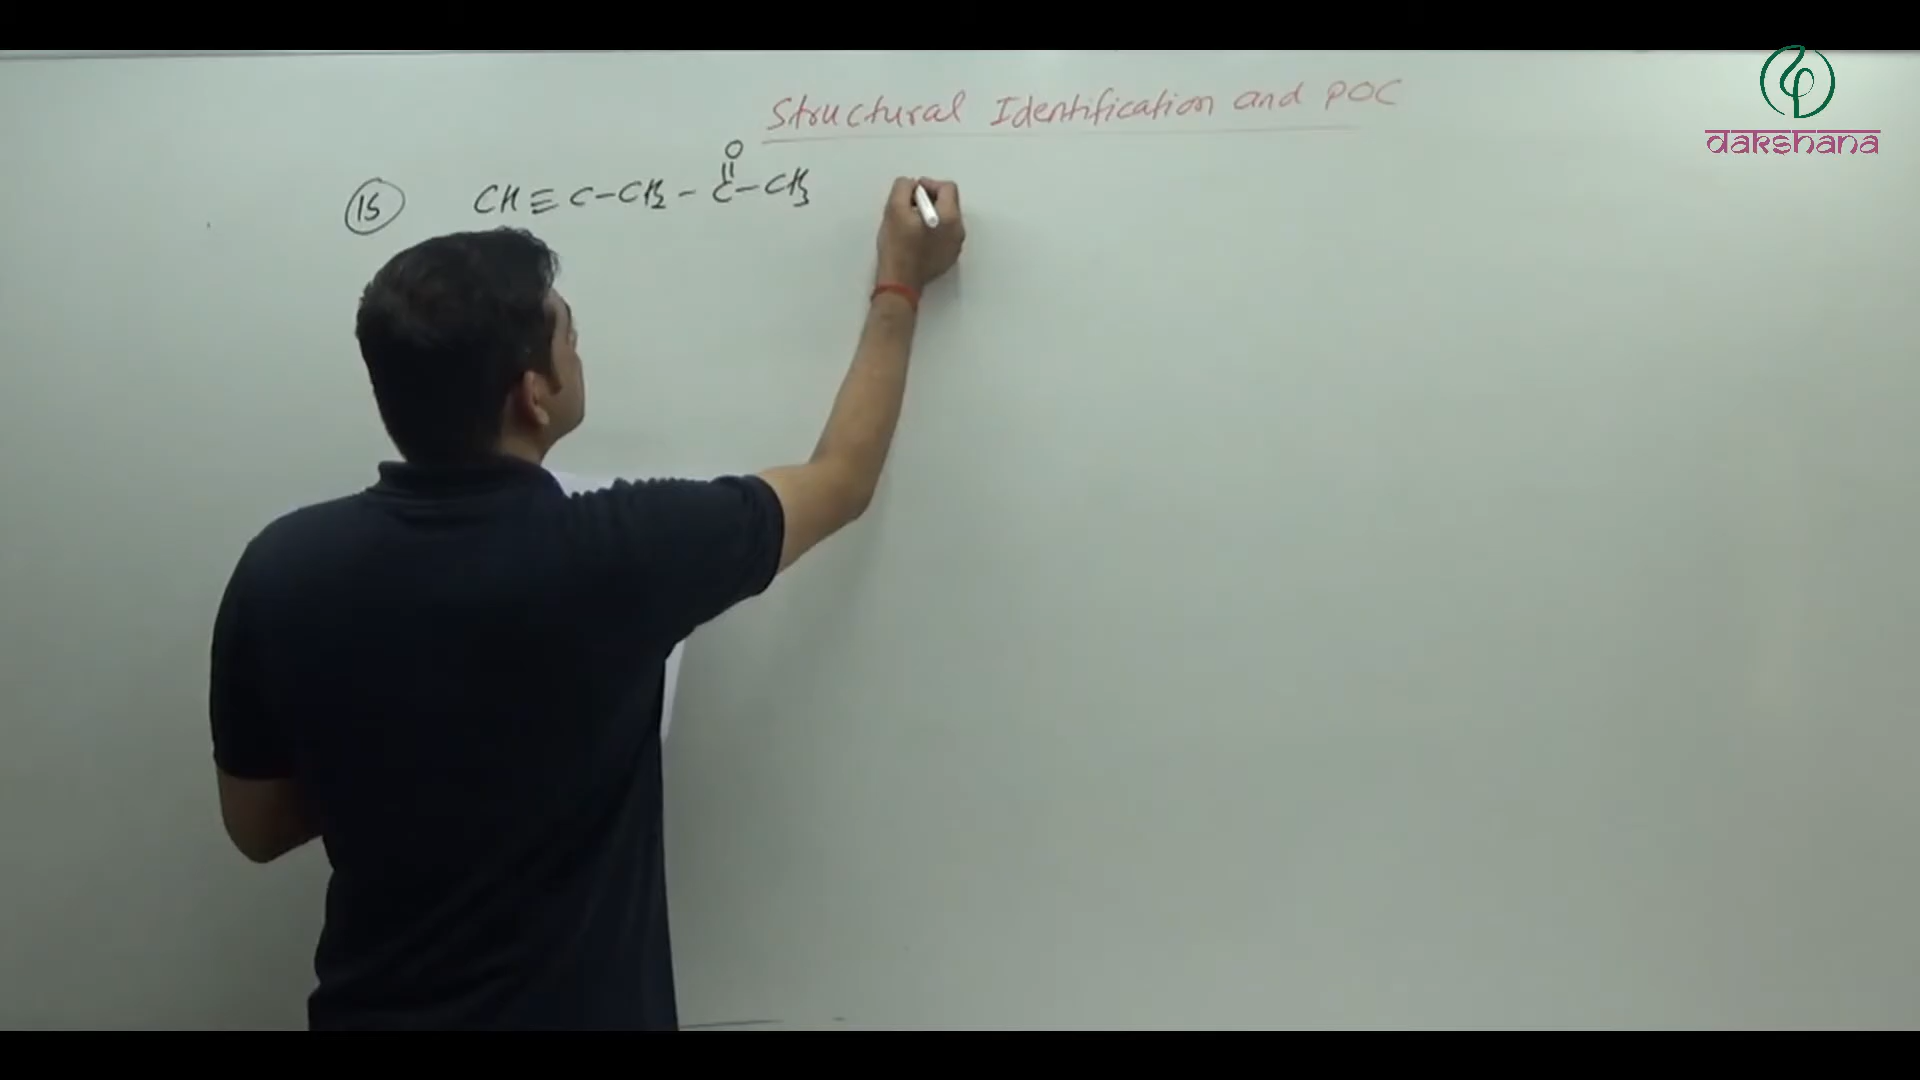 dakshana
Structural Identification and POC
O
||
15 CH≡C-CH2-C-CH3